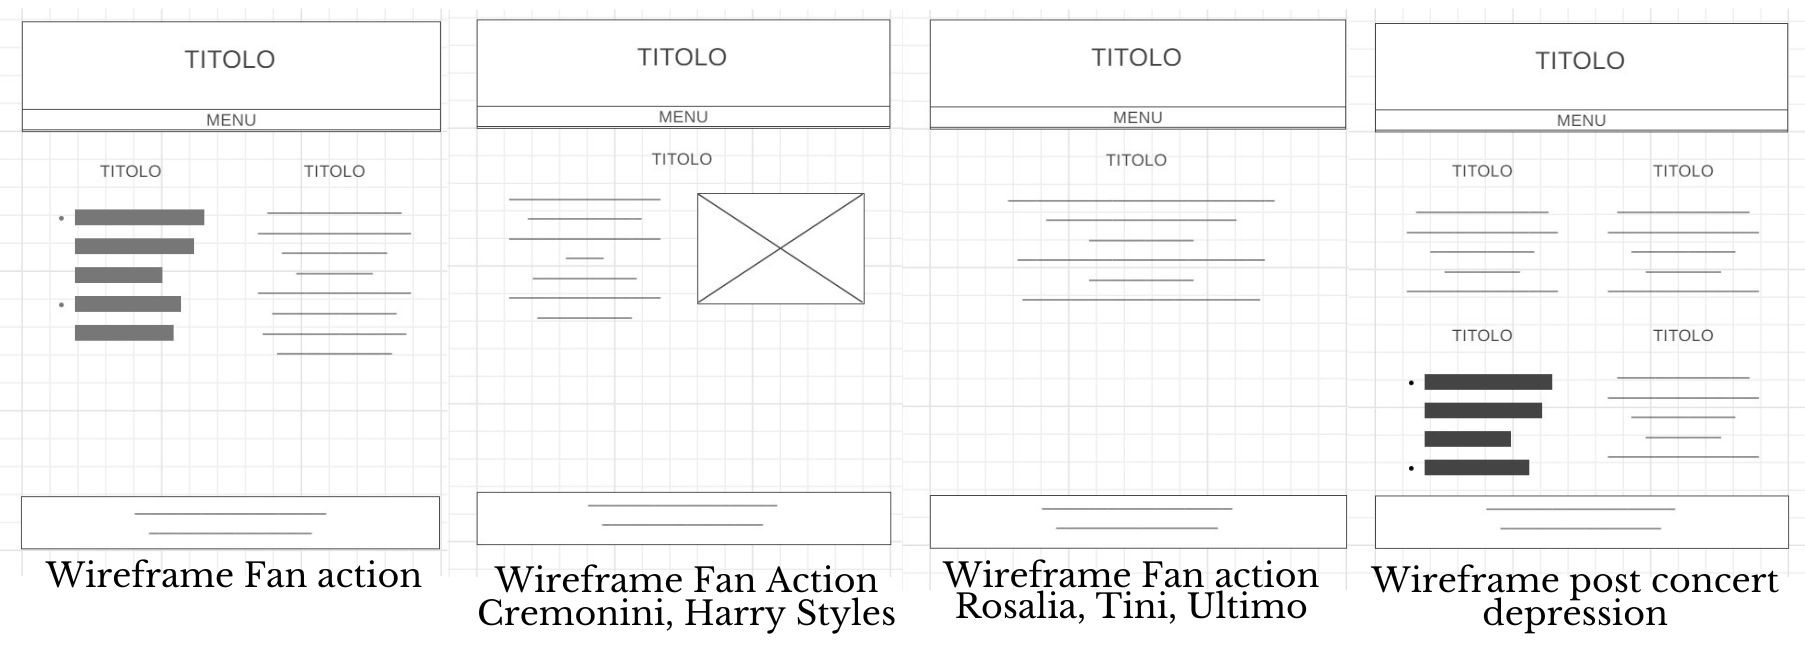 TITOLO
MENU
TITOLO
TITOLO
Wireframe Fan action
TITOLO
MENU
TITOLO
Wireframe Fan Action
Cremonini, Harry Styles
TITOLO
MENU
TITOLO
Wireframe Fan action
Rosalia, Tini, Ultimo
TITOLO
MENU
TITOLO
TITOLO
TITOLO
TITOLO
Wireframe post concert
depression